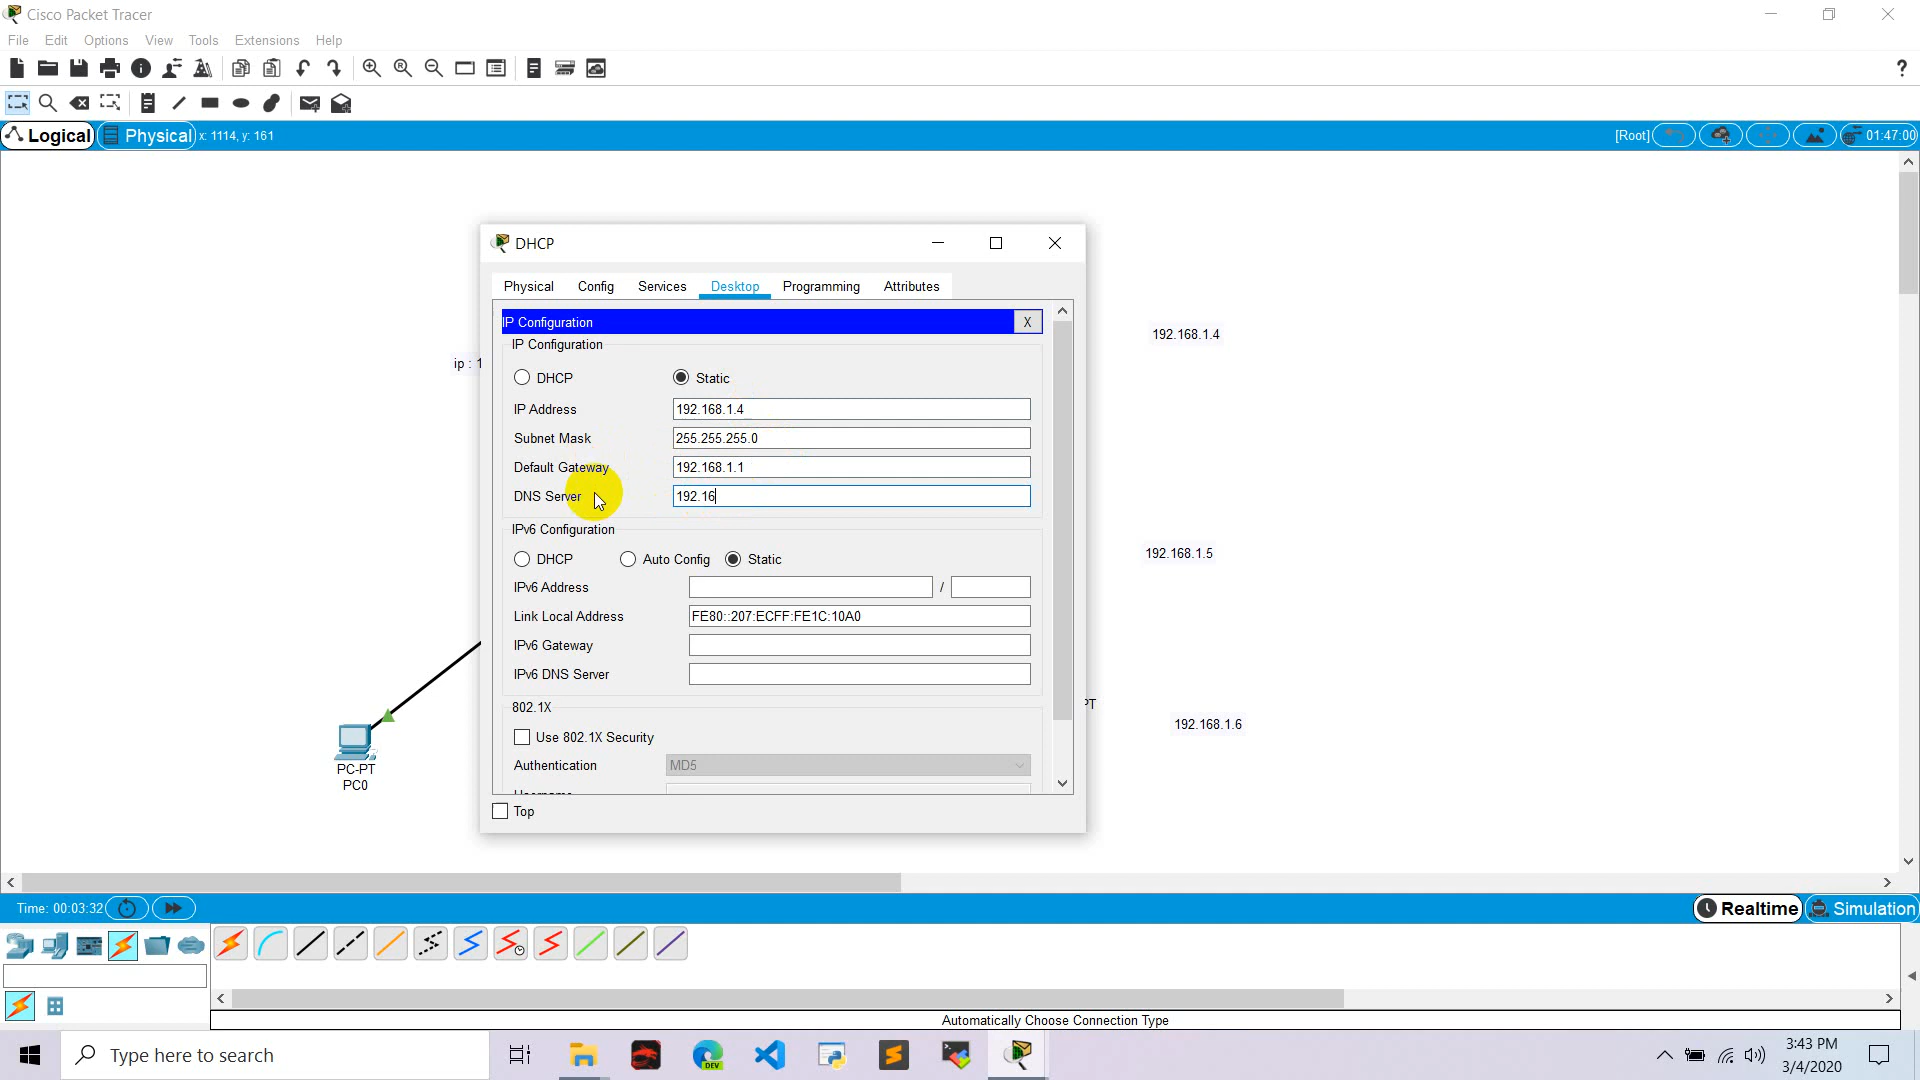 Cisco Packet Tracer
File Edit Options View Tools Extensions Help
?
Logical Physical x: 1114, y: 161 [Root] 01:47:00
DHCP
Physical Config Services Desktop Programming Attributes
IP Configuration X
IP Configuration
DHCP Static
IP Address 192.168.1.4
Subnet Mask 255.255.255.0
Default Gateway 192.168.1.1
DNS Server 192.16
IPv6 Configuration
DHCP Auto Config Static
IPv6 Address /
Link Local Address FE80::207:ECFF:FE1C:10A0
IPv6 Gateway
IPv6 DNS Server
802.1X
Use 802.1X Security
Authentication MD5
Top
ip : 1
192.168.1.4
192.168.1.5
PT
192.168.1.6
PC-PT
PC0
Time: 00:03:32 Realtime Simulation
Automatically Choose Connection Type
Type here to search
DEV
3:43 PM
3/4/2020